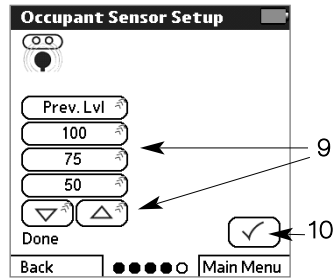 Occupant Sensor Setup
Prev. Lvl
100
75
50
9
10
Done
Back
Main Menu